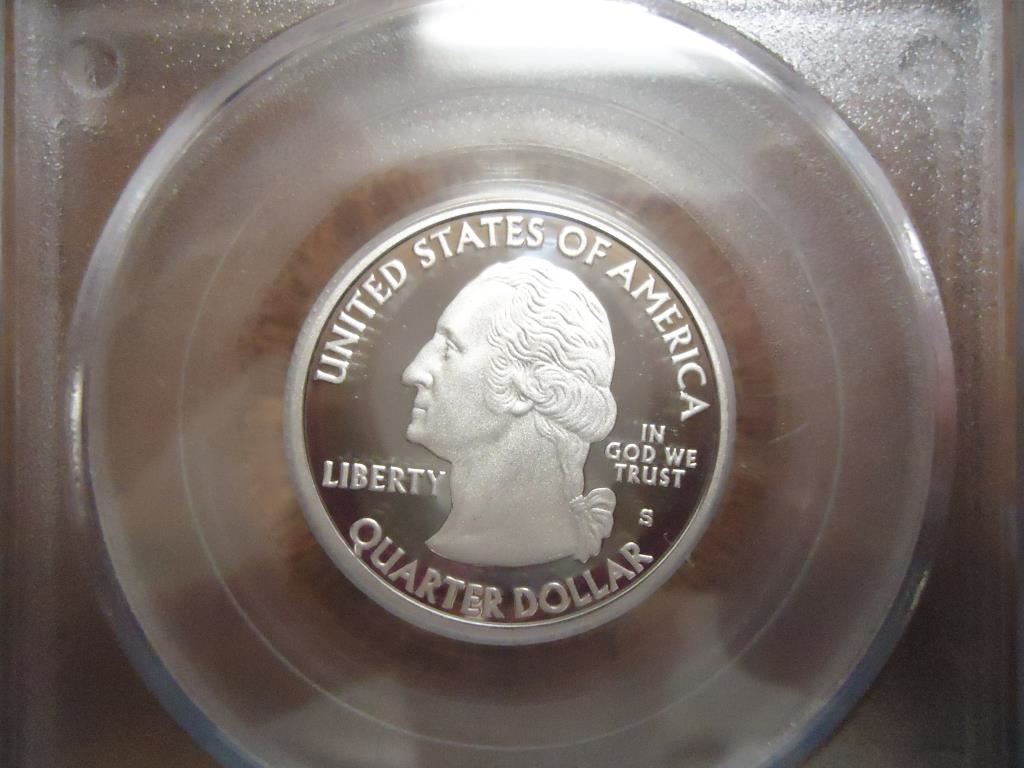 UNITED STATES OF AMERICA
LIBERTY
IN
GOD WE
TRUST
S
QUARTER DOLLAR